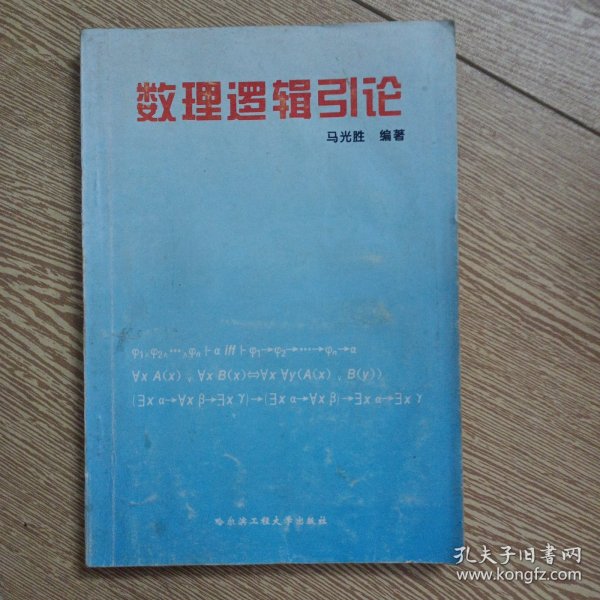 数理逻辑引论
马光胜 编著
φ₁∧φ₂∧…∧φₙ⊢α iff ⊢φ₁→φ₂→…→φₙ→α
∀x A(x) , ∀x B(x)⇔∀x ∀y(A(x) , B(y))
(∃x α→∀x β→∃x γ)→(∃x α→∀x β)→∃x α→∃x γ
哈尔滨工程大学出版社
孔夫子旧书网
www.kongfz.com